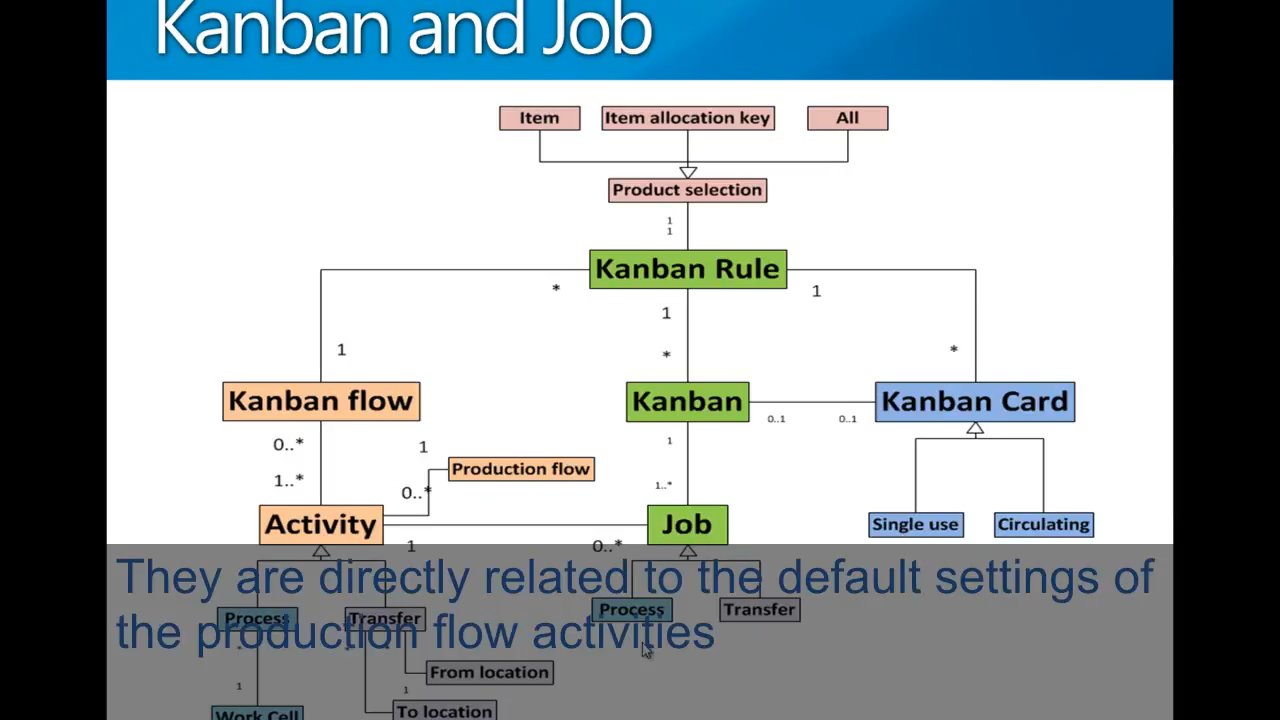 Kanban and Job
Item
Item allocation key
All
Product selection
1
1
Kanban Rule
*
1
1
1
*
*
Kanban flow
Kanban
Kanban Card
0..1
0..1
0..*
1
1
Production flow
1..*
0..*
1..*
Activity
Job
Single use
Circulating
1
0..*
They are directly related to the default settings of
the production flow activities
Process
Transfer
Process
Transfer
*
*
From location
1
1
To location
Work Cell